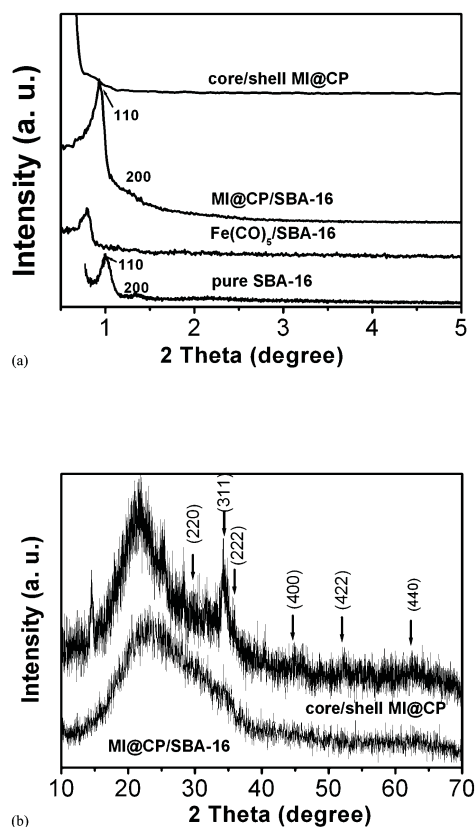 Intensity (a. u.)
core/shell MI@CP
110
200
MI@CP/SBA-16
Fe(CO)5/SBA-16
110
200
pure SBA-16
1 2 3 4 5
2 Theta (degree)
(a)
Intensity (a. u.)
(220)
(311)
(222)
(400)
(422)
(440)
core/shell MI@CP
MI@CP/SBA-16
10 20 30 40 50 60 70
2 Theta (degree)
(b)